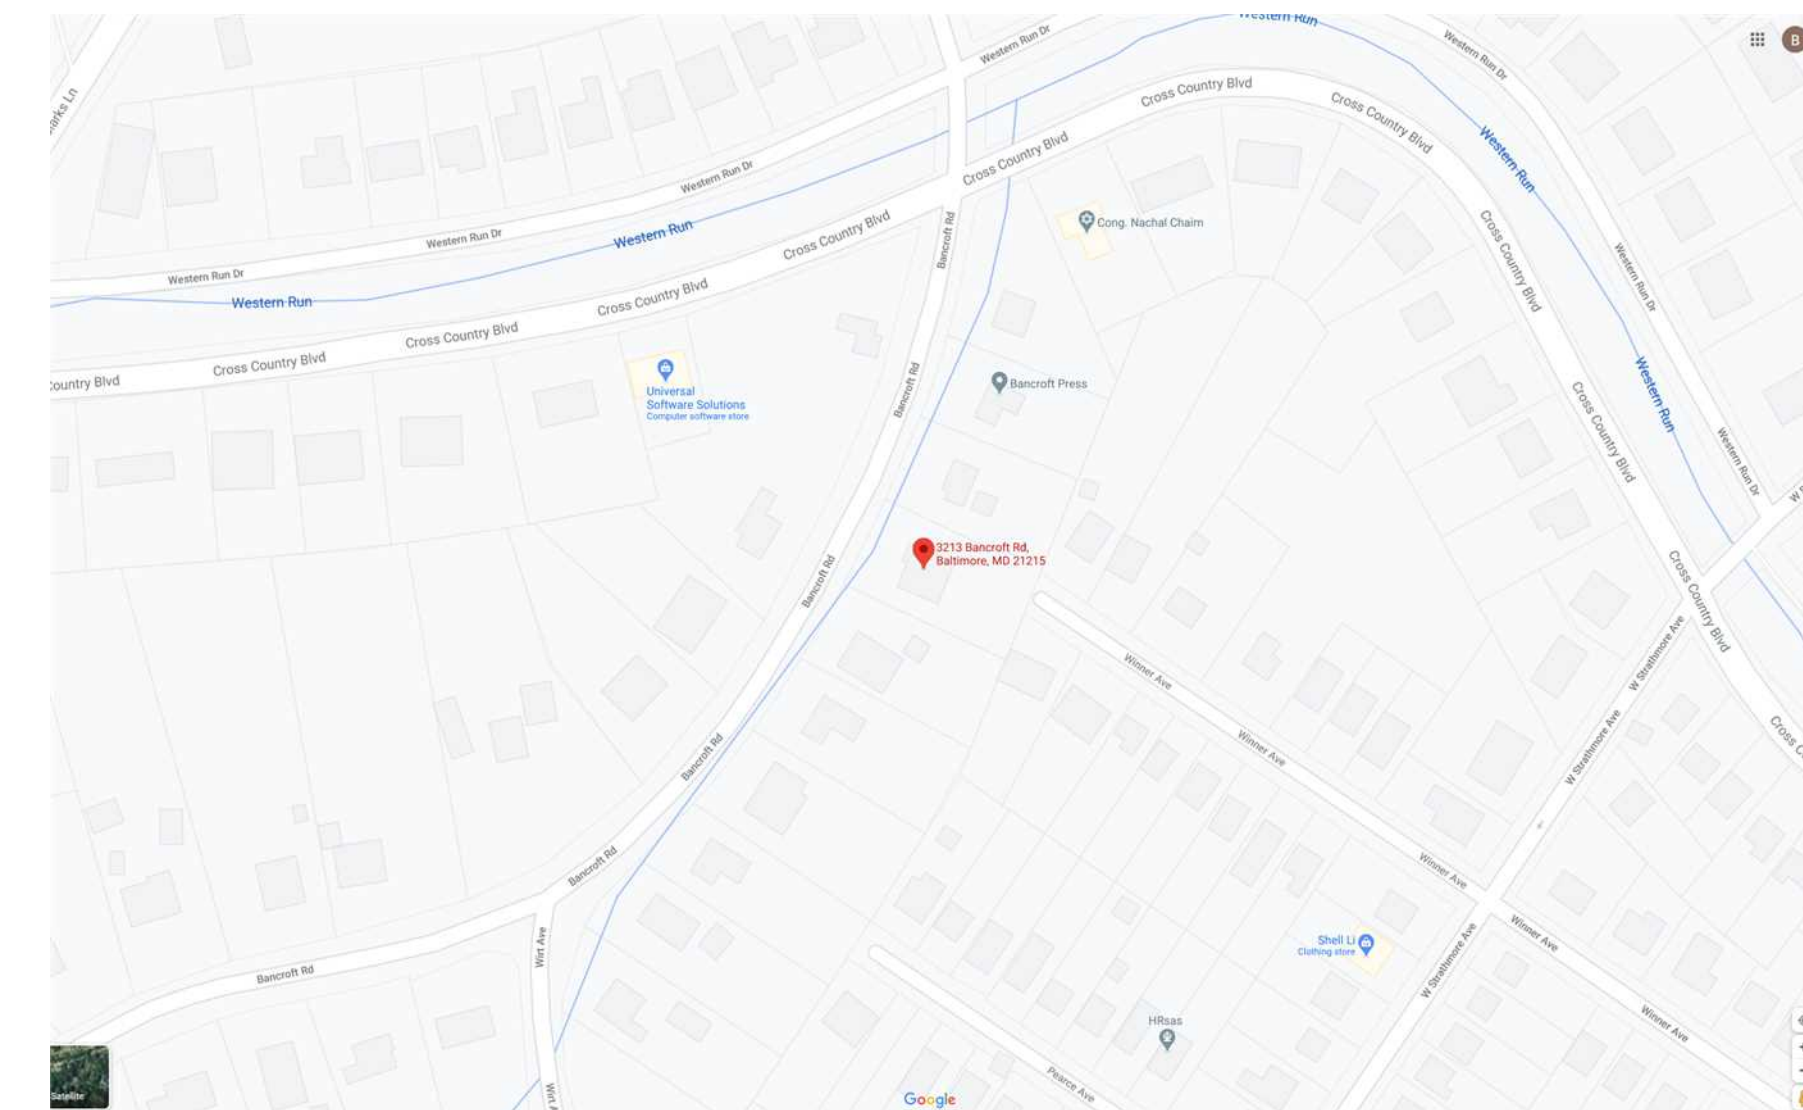 Western Run
Western Run Dr
Western Run Dr
B
Cross Country Blvd
Cross Country Blvd
Western Run
Cross Country Blvd
Western Run Dr
Cong. Nachal Chaim
Bancroft Rd
Cross Country Blvd
Western Run
Western Run Dr
Cross Country Blvd
Western Run Dr
Western Run Dr
Western Run
Cross Country Blvd
Cross Country Blvd
Cross Country Blvd
Country Blvd
Universal
Software Solutions
Computer software store
Bancroft Rd
Bancroft Press
Western Run
Cross Country Blvd
Western Run Dr
3213 Bancroft Rd,
Baltimore, MD 21215
Bancroft Rd
Cross Country Blvd
W Strathmore Ave
Winner Ave
Winner Ave
W Strathmore Ave
Bancroft Rd
Bancroft Rd
Winner Ave
Wirt Ave
Bancroft Rd
Shell Li
Clothing store
W Strathmore Ave
Winner Ave
Winner Ave
HRsas
Pearce Ave
Satellite
Google